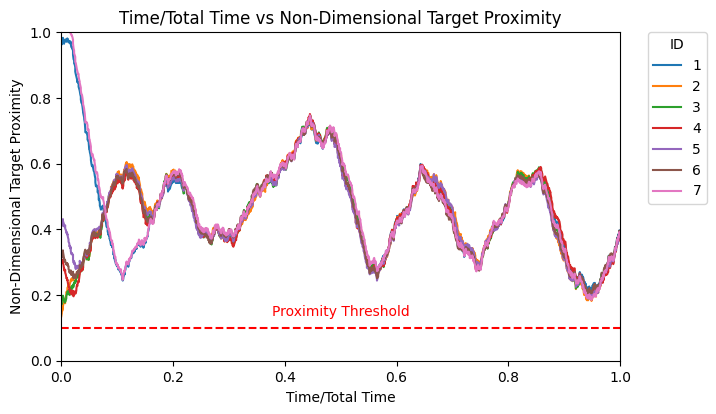 Time/Total Time vs Non-Dimensional Target Proximity
ID
1
2
3
4
5
6
7
Non-Dimensional Target Proximity
1.0
0.8
0.6
0.4
0.2
0.0
Proximity Threshold
0.0 0.2 0.4 0.6 0.8 1.0
Time/Total Time